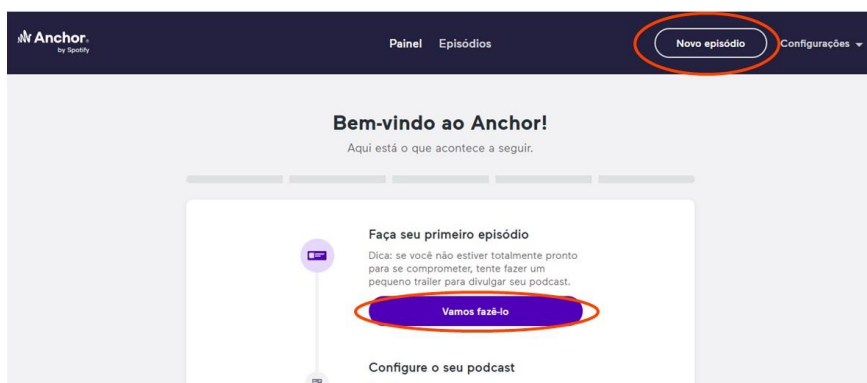 Anchor
by Spotify
Painel Episódios Novo episódio Configurações
Bem-vindo ao Anchor!
Aqui está o que acontece a seguir.
Faça seu primeiro episódio
Dica: se você não estiver totalmente pronto
para se comprometer, tente fazer um
pequeno trailer para divulgar seu podcast.
Vamos fazê-lo
Configure o seu podcast